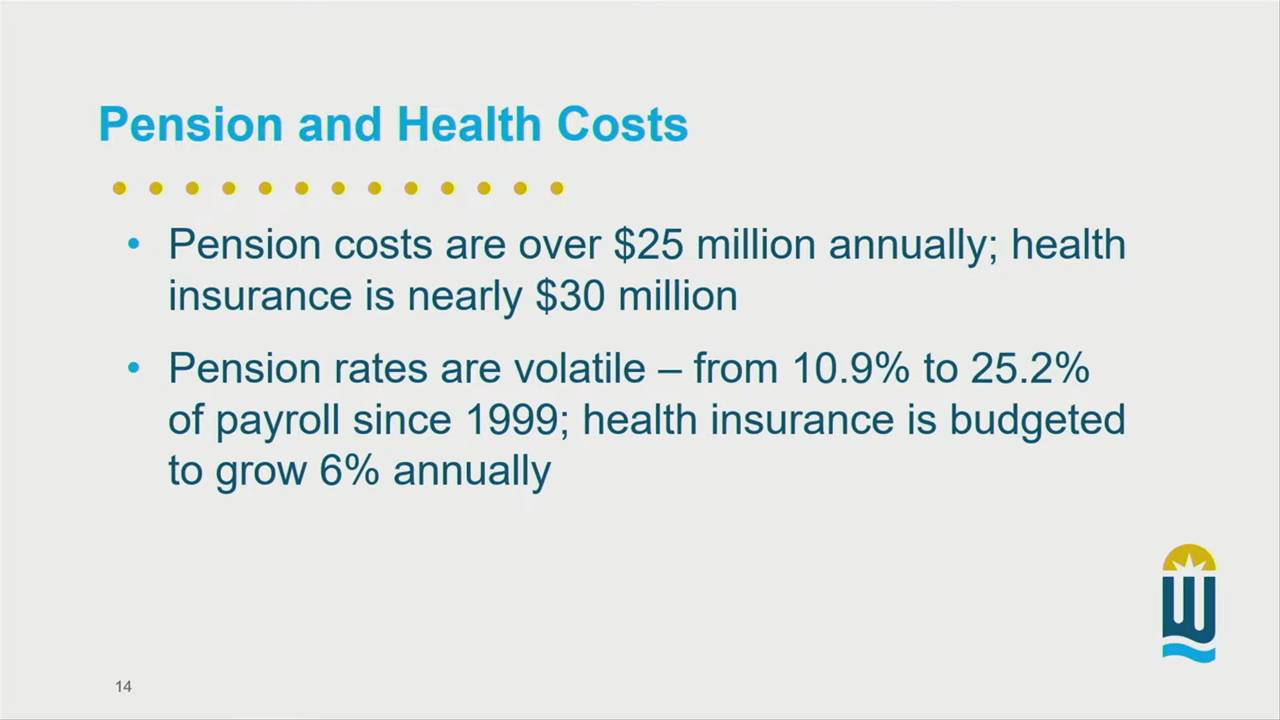 Pension and Health Costs
• Pension costs are over $25 million annually; health
insurance is nearly $30 million
• Pension rates are volatile – from 10.9% to 25.2%
of payroll since 1999; health insurance is budgeted
to grow 6% annually
W
14